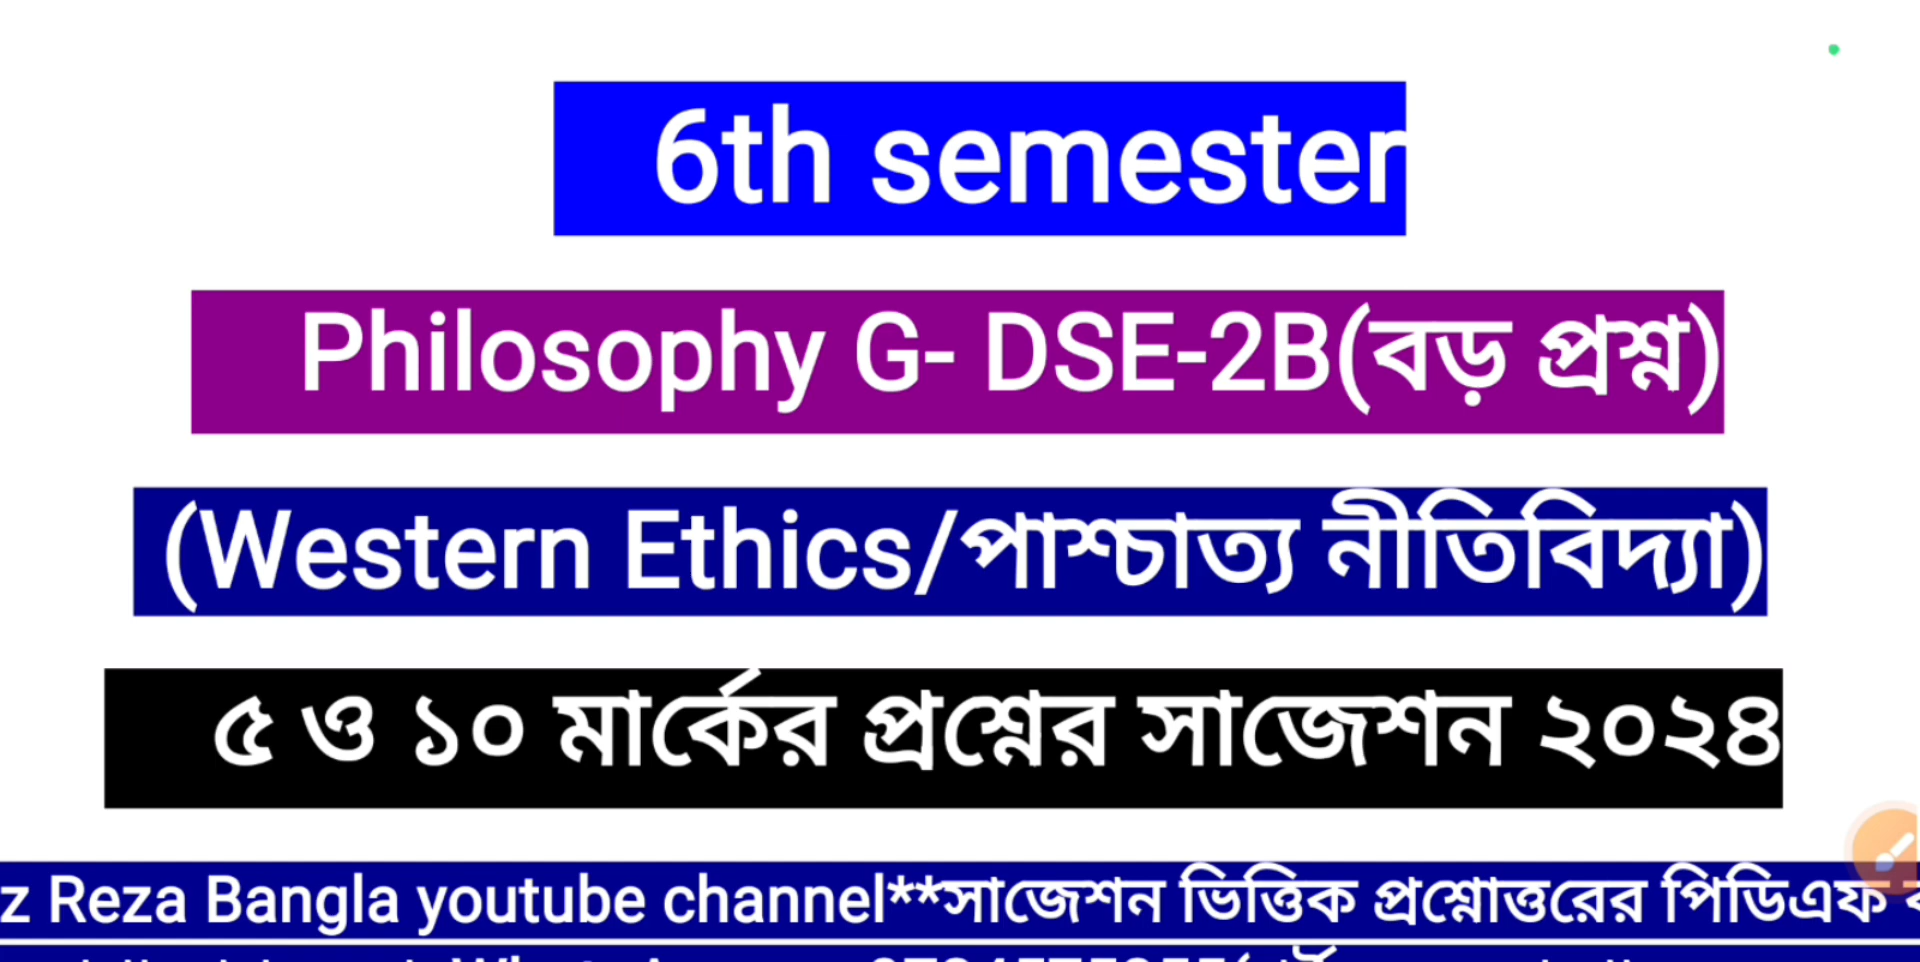 6th semester
Philosophy G- DSE-2B(বড় প্রশ্ন)
(Western Ethics/পাশ্চাত্য নীতিবিদ্যা)
৫ ও ১০ মার্কের প্রশ্নের সাজেশন ২০২৪
z Reza Bangla youtube channel**সাজেশন ভিত্তিক প্রশ্নোত্তরের পিডিএফ